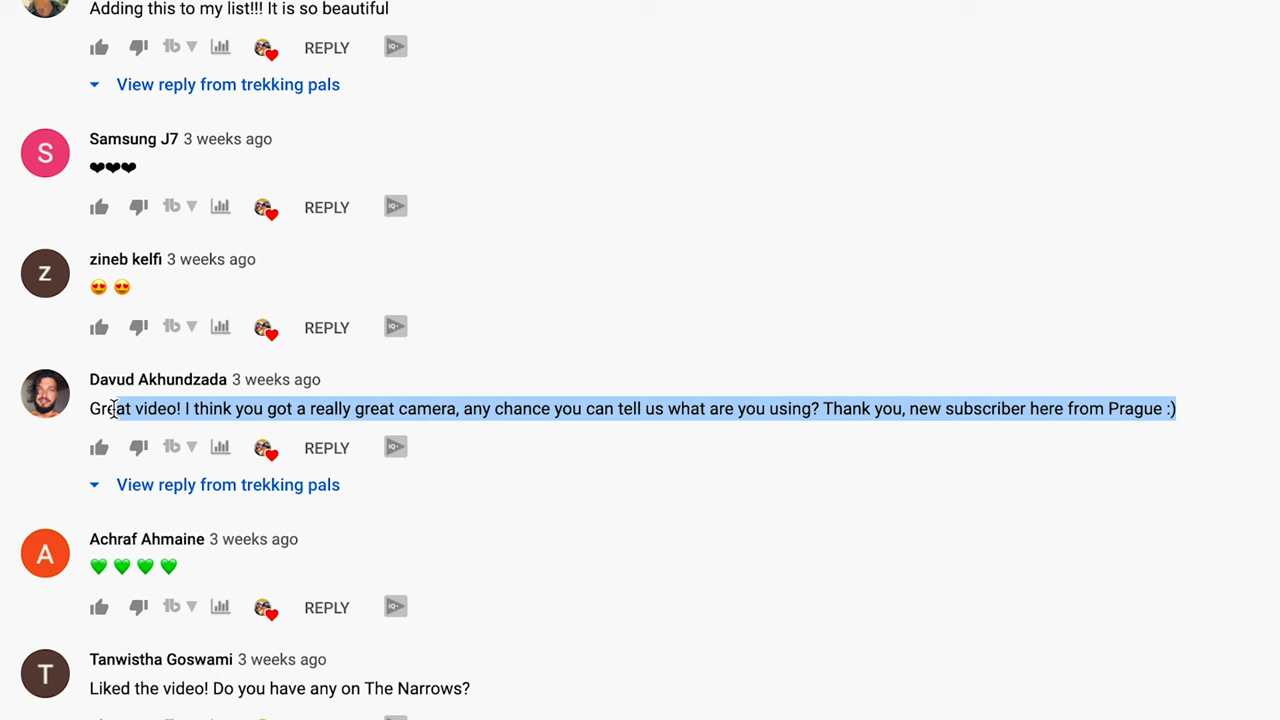 Adding this to my list!!! It is so beautiful
REPLY
View reply from trekking pals
S
Samsung J7 3 weeks ago
❤❤❤
REPLY
z
zineb kelfi 3 weeks ago
😍 😍
REPLY
Davud Akhundzada 3 weeks ago
Great video! I think you got a really great camera, any chance you can tell us what are you using? Thank you, new subscriber here from Prague :)
REPLY
View reply from trekking pals
A
Achraf Ahmaine 3 weeks ago
💚 💚 💚 💚
REPLY
T
Tanwistha Goswami 3 weeks ago
Liked the video! Do you have any on The Narrows?